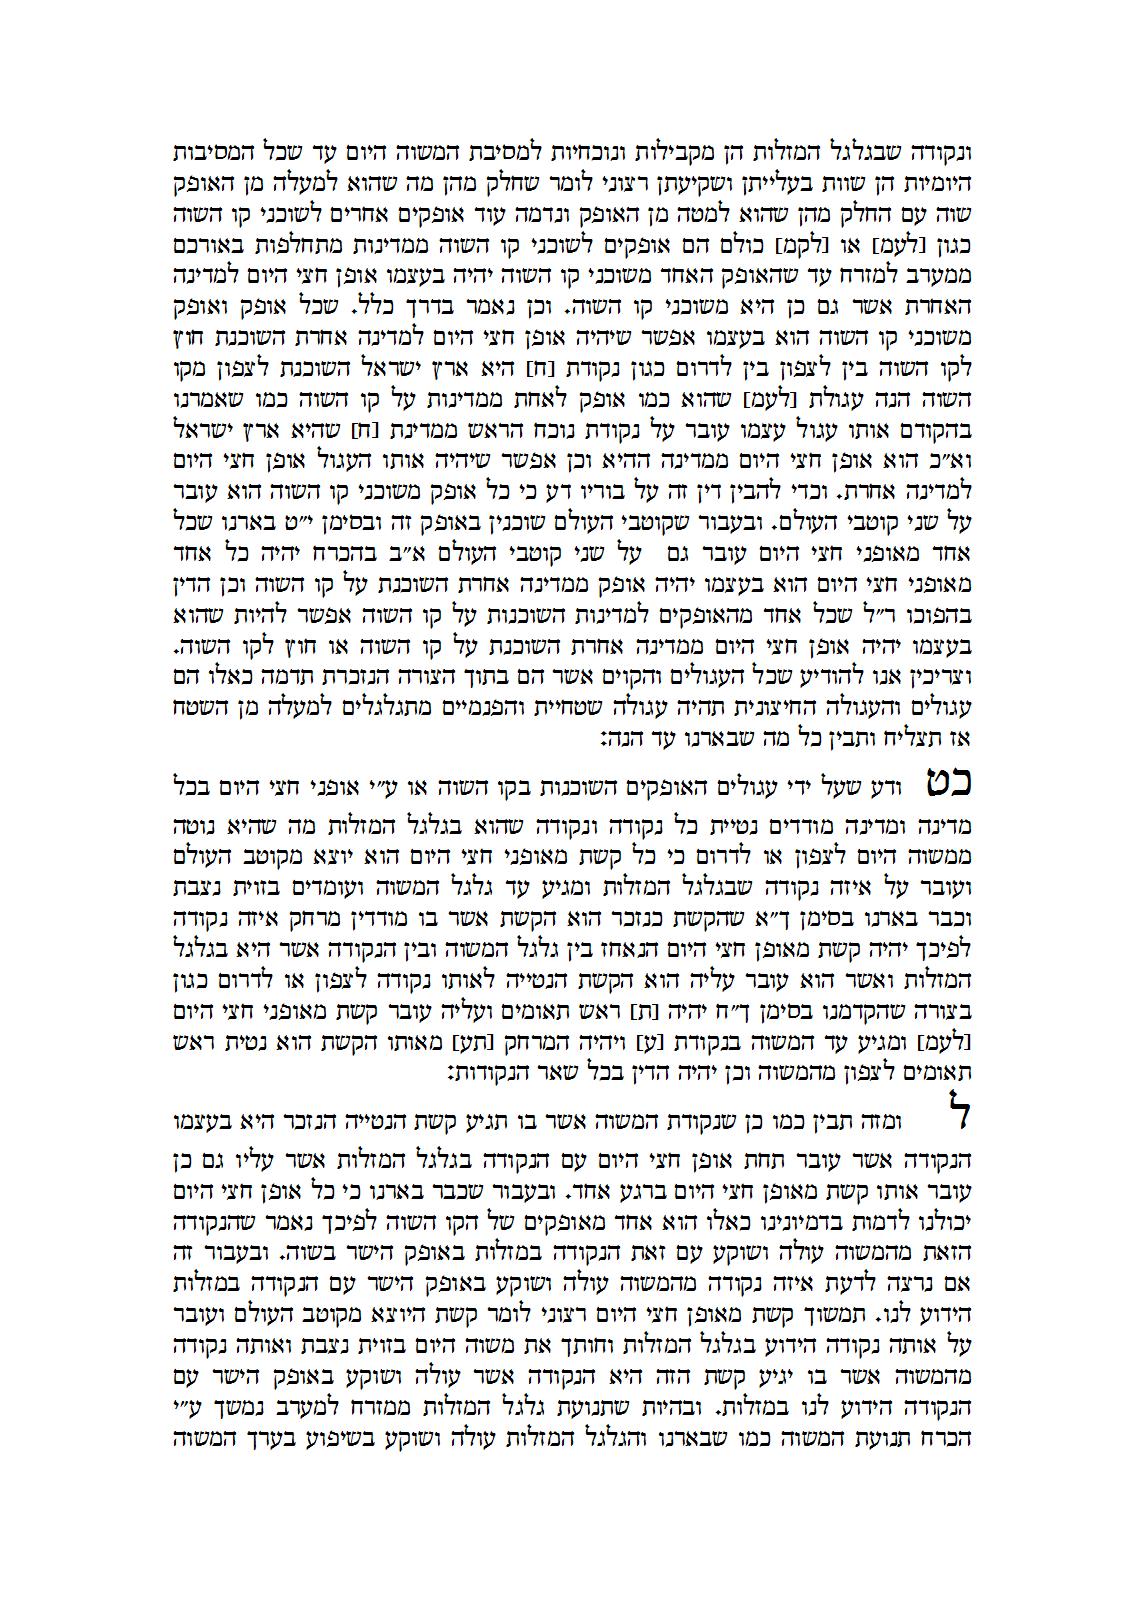 ונקודה שבגלגל המזלות הן מקבילות ונוכחיות למסיבת המשוה היום עד שכל המסיבות
היומיות הן שוות בעלייתן ושקיעתן רצוני לומר שחלק מהן מה שהוא למעלה מן האופק
שוה עם החלק מהן שהוא למטה מן האופק ונדמה עוד אופקים אחרים לשוכני קו השוה
כגון [לעמ] או [לקמ] כולם הם אופקים לשוכני קו השוה ממדינות מתחלפות באורכם
ממערב למזרח עד שהאופק האחד משוכני קו השוה יהיה בעצמו אופן חצי היום למדינה
האחרת אשר גם כן היא משוכני קו השוה. וכן נאמר בדרך כלל. שכל אופק ואופק
משוכני קו השוה הוא בעצמו אפשר שיהיה אופן חצי היום למדינה אחרת השוכנת חוץ
לקו השוה בין לצפון בין לדרום כגון נקודת [ח] היא ארץ ישראל השוכנת לצפון מקו
השוה הנה עגולת [לעמ] שהוא כמו אופק לאחת ממדינות על קו השוה כמו שאמרנו
בהקודם אותו עגול עצמו עובר על נקודת נוכח הראש ממדינת [ח] שהיא ארץ ישראל
וא״כ הוא אופן חצי היום ממדינה ההיא וכן אפשר שיהיה אותו העגול אופן חצי היום
למדינה אחרת. וכדי להבין דין זה על בוריו דע כי כל אופק משוכני קו השוה הוא עובר
על שני קוטבי העולם. ובעבור שקוטבי העולם שוכנין באופק זה ובסימן י״ט בארנו שכל
אחד מאופני חצי היום עובר גם על שני קוטבי העולם א״ב בהכרח יהיה כל אחד
מאופני חצי היום הוא בעצמו יהיה אופק ממדינה אחרת השוכנת על קו השוה וכן הדין
בהפוכו ר״ל שכל אחד מהאופקים למדינות השוכנות על קו השוה אפשר להיות שהוא
בעצמו יהיה אופן חצי היום ממדינה אחרת השוכנת על קו השוה או חוץ לקו השוה.
וצריכין אנו להודיע שכל העגולים והקוים אשר הם בתוך הצורה הנזכרת תדמה כאלו הם
עגולים והעגולה החיצונית תהיה עגולה שטחיית והפנמיים מתגלגלים למעלה מן השטח
אז תצליח ותבין כל מה שבארנו עד הנה:
כט ודע שעל ידי עגולים האופקים השוכנות בקו השוה או ע״י אופני חצי היום בכל
מדינה ומדינה מודדים נטיית כל נקודה ונקודה שהוא בגלגל המזלות מה שהיא נוטה
ממשוה היום לצפון או לדרום כי כל קשת מאופני חצי היום הוא יוצא מקוטב העולם
ועובר על איזה נקודה שבגלגל המזלות ומגיע עד גלגל המשוה ועומדים בזוית נצבת
וכבר בארנו בסימן ך״א שהקשת כנזכר הוא הקשת אשר בו מודדין מרחק איזה נקודה
לפיכך יהיה קשת מאופן חצי היום הנאחז בין גלגל המשוה ובין הנקודה אשר היא בגלגל
המזלות ואשר הוא עובר עליה הוא הקשת הנטייה לאותו נקודה לצפון או לדרום כגון
בצורה שהקדמנו בסימן ך״ח יהיה [ת] ראש תאומים ועליה עובר קשת מאופני חצי היום
[לעמ] ומגיע עד המשוה בנקודת [ע] ויהיה המרחק [תע] מאותו הקשת הוא נטית ראש
תאומים לצפון מהמשוה וכן יהיה הדין בכל שאר הנקודות:
ל ומזה תבין כמו כן שנקודת המשוה אשר בו תגיע קשת הנטייה הנזכר היא בעצמו
הנקודה אשר עובר תחת אופן חצי היום עם הנקודה בגלגל המזלות אשר עליו גם כן
עובר אותו קשת מאופן חצי היום ברגע אחד. ובעבור שכבר בארנו כי כל אופן חצי היום
יכולנו לדמות בדמיונינו כאלו הוא אחד מאופקים של הקו השוה לפיכך נאמר שהנקודה
הזאת מהמשוה עולה ושוקע עם זאת הנקודה במזלות באופק הישר בשוה. ובעבור זה
אם נרצה לדעת איזה נקודה מהמשוה עולה ושוקע באופק הישר עם הנקודה במזלות
הידוע לנו. תמשוך קשת מאופן חצי היום רצוני לומר קשת היוצא מקוטב העולם ועובר
על אותה נקודה הידוע בגלגל המזלות וחותך את משוה היום בזוית נצבת ואותה נקודה
מהמשוה אשר בו יגיע קשת הזה היא הנקודה אשר עולה ושוקע באופק הישר עם
הנקודה הידוע לנו במזלות. ובהיות שתנועת גלגל המזלות ממזרח למערב נמשך ע״י
הכרח תנועת המשוה כמו שבארנו והגלגל המזלות עולה ושוקע בשיפוע בערך המשוה